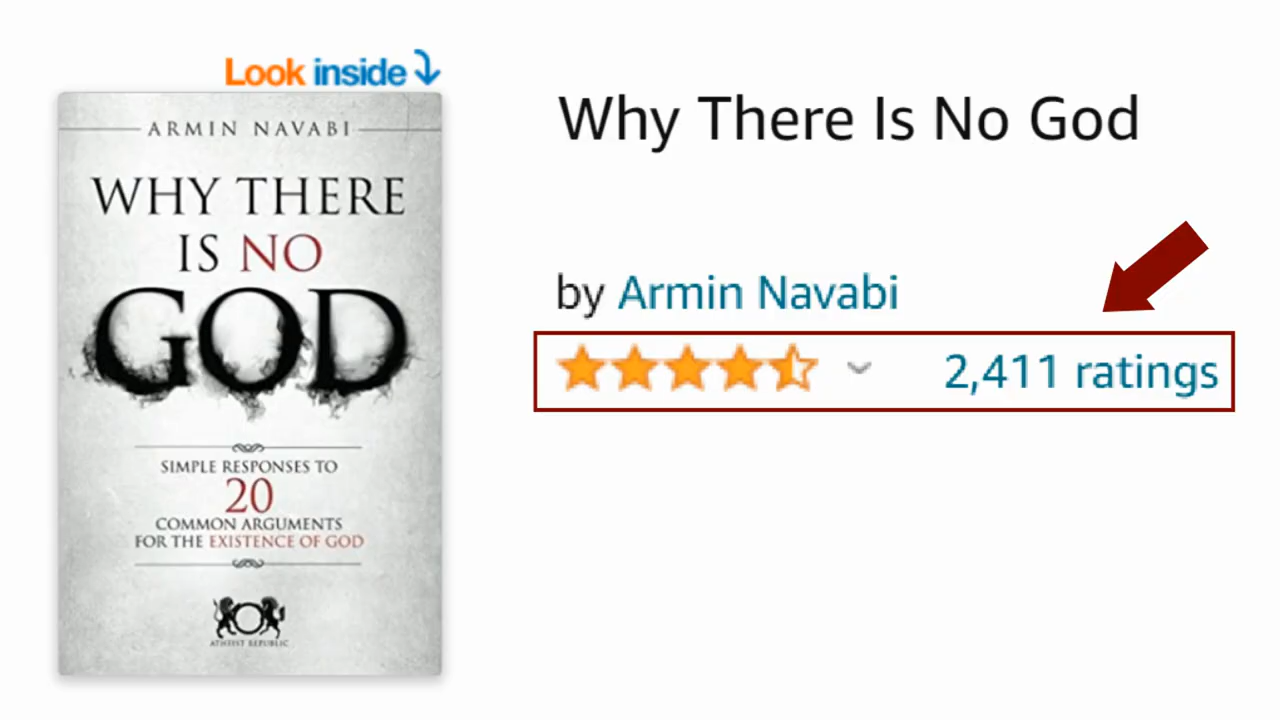 Look inside
ARMIN NAVABI
WHY THERE
IS NO
GOD
SIMPLE RESPONSES TO
20
COMMON ARGUMENTS
FOR THE EXISTENCE OF GOD
ATHEIST REPUBLIC
Why There Is No God
by Armin Navabi
2,411 ratings